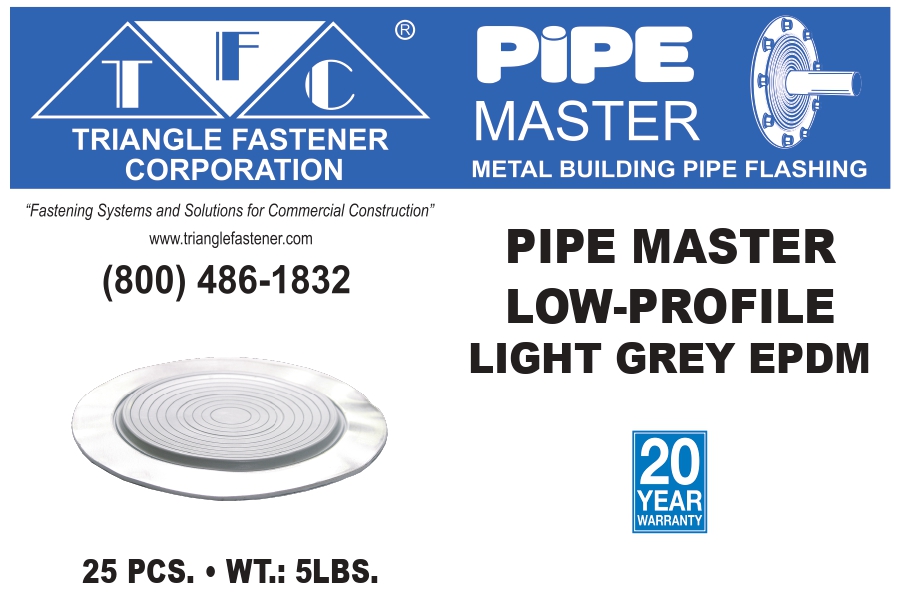 TFC ®
TRIANGLE FASTENER
CORPORATION
PiPE
MASTER
METAL BUILDING PIPE FLASHING
“Fastening Systems and Solutions for Commercial Construction”
www.trianglefastener.com
(800) 486-1832
PIPE MASTER
LOW-PROFILE
LIGHT GREY EPDM
20
YEAR
WARRANTY
25 PCS. • WT.: 5LBS.